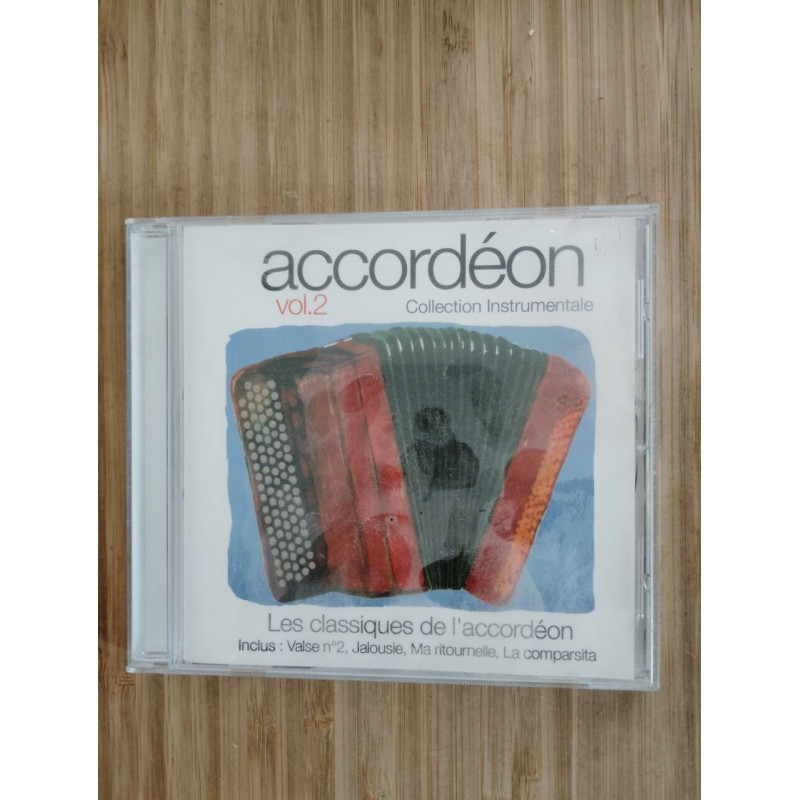 accordéon
vol.2
Collection Instrumentale
Les classiques de l'accordéon
Inclus : Valse n°2, Jalousie, Ma ritournelle, La comparsita